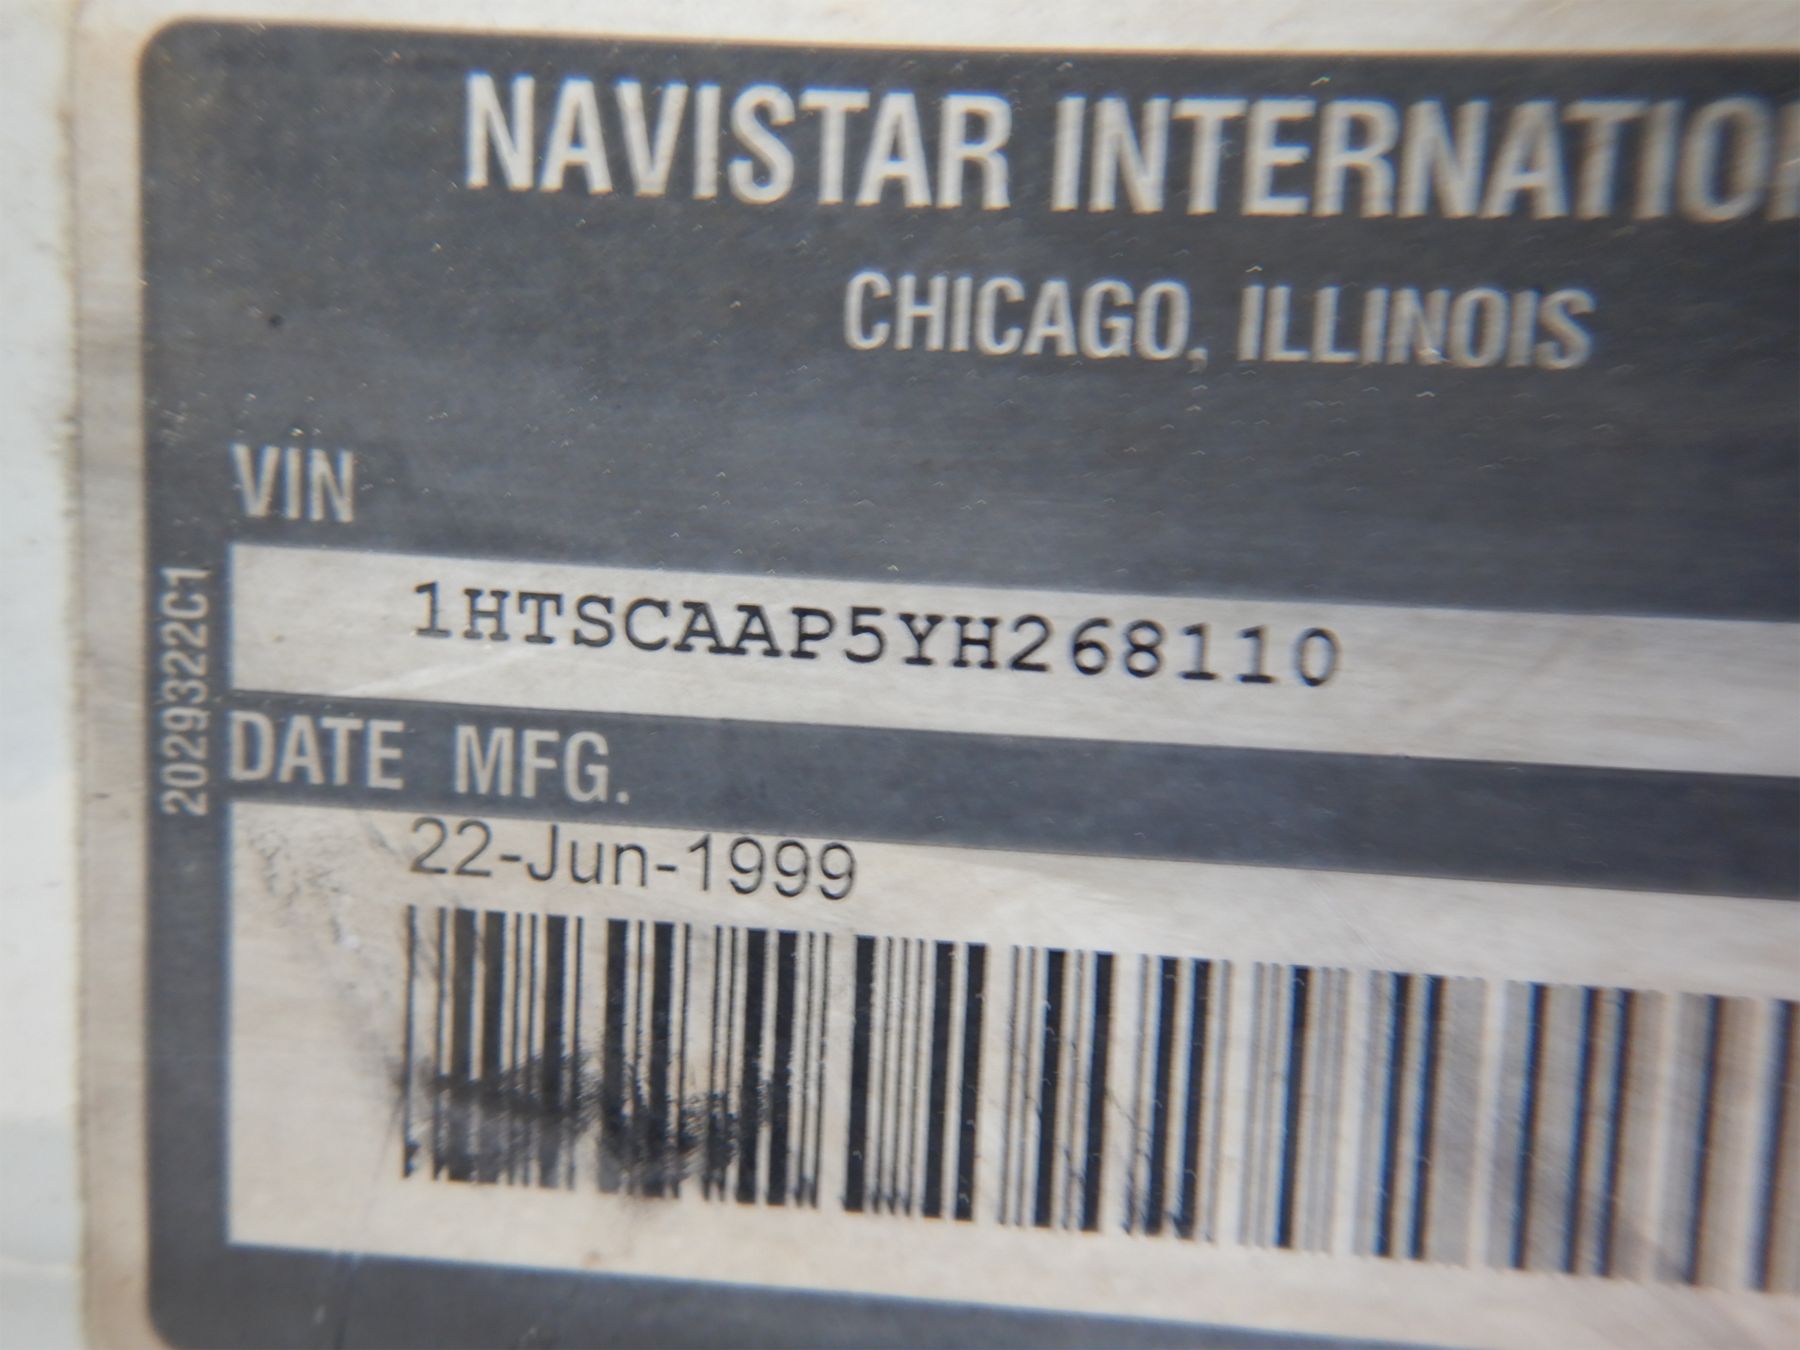 NAVISTAR INTERNATIO
CHICAGO, ILLINOIS
VIN
1HTSCAAP5YH268110
DATE MFG.
22-Jun-1999
2029322C1